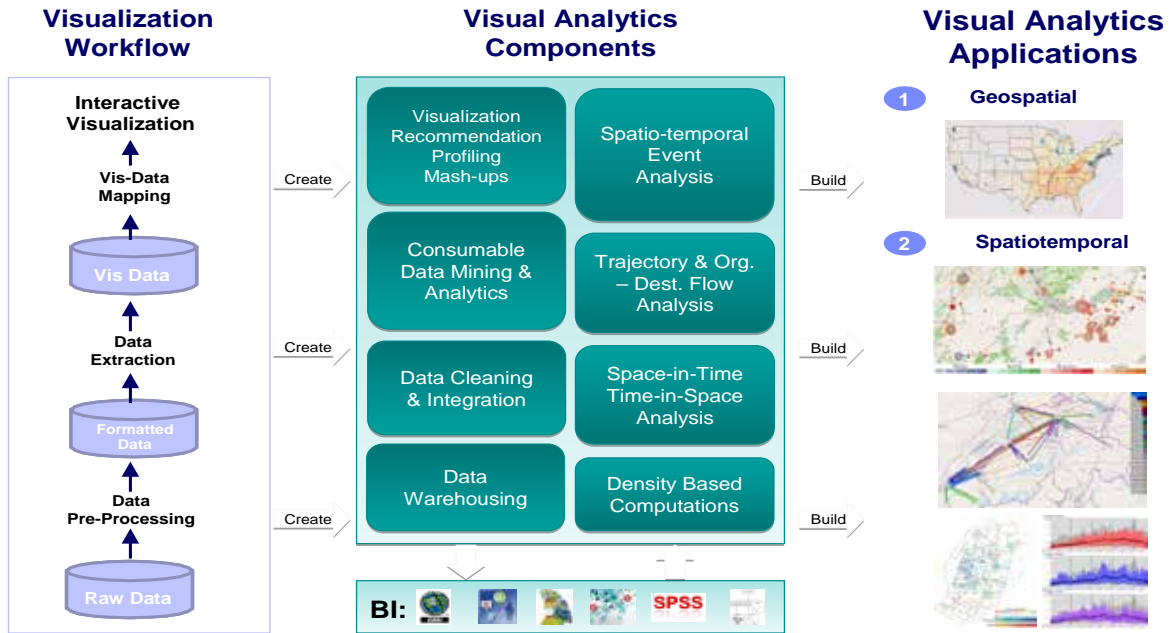 Visualization
Workflow
Interactive
Visualization
Vis-Data
Mapping
Vis Data
Data
Extraction
Formatted
Data
Data
Pre-Processing
Raw Data
Create
Create
Create
Visual Analytics
Components
Visualization
Recommendation
Profiling
Mash-ups
Spatio-temporal
Event
Analysis
Consumable
Data Mining &
Analytics
Trajectory & Org.
– Dest. Flow
Analysis
Data Cleaning
& Integration
Space-in-Time
Time-in-Space
Analysis
Data
Warehousing
Density Based
Computations
BI:
SPSS
Build
Build
Build
Visual Analytics
Applications
1 Geospatial
2 Spatiotemporal